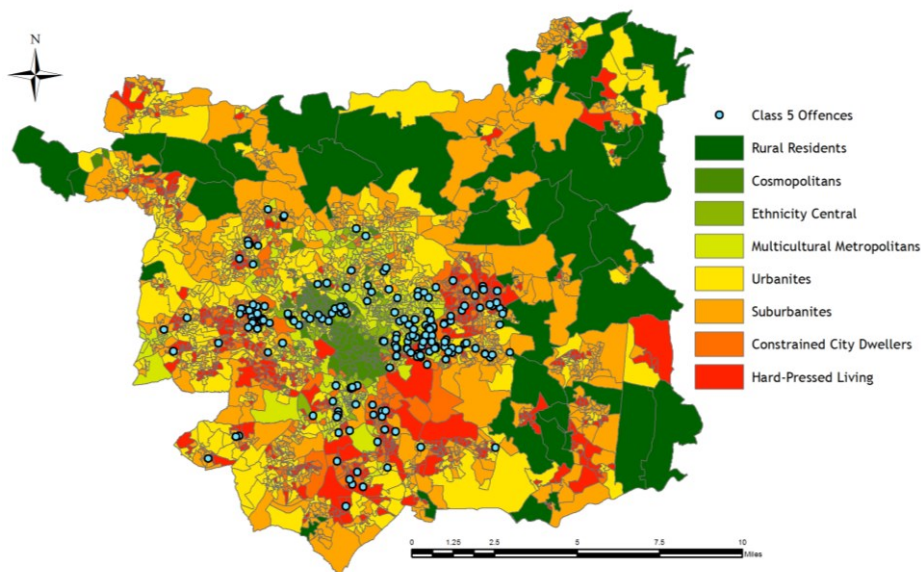 N
Class 5 Offences
Rural Residents
Cosmopolitans
Ethnicity Central
Multicultural Metropolitans
Urbanites
Suburbanites
Constrained City Dwellers
Hard-Pressed Living
0 1.25 2.5 5 7.5 10
Miles